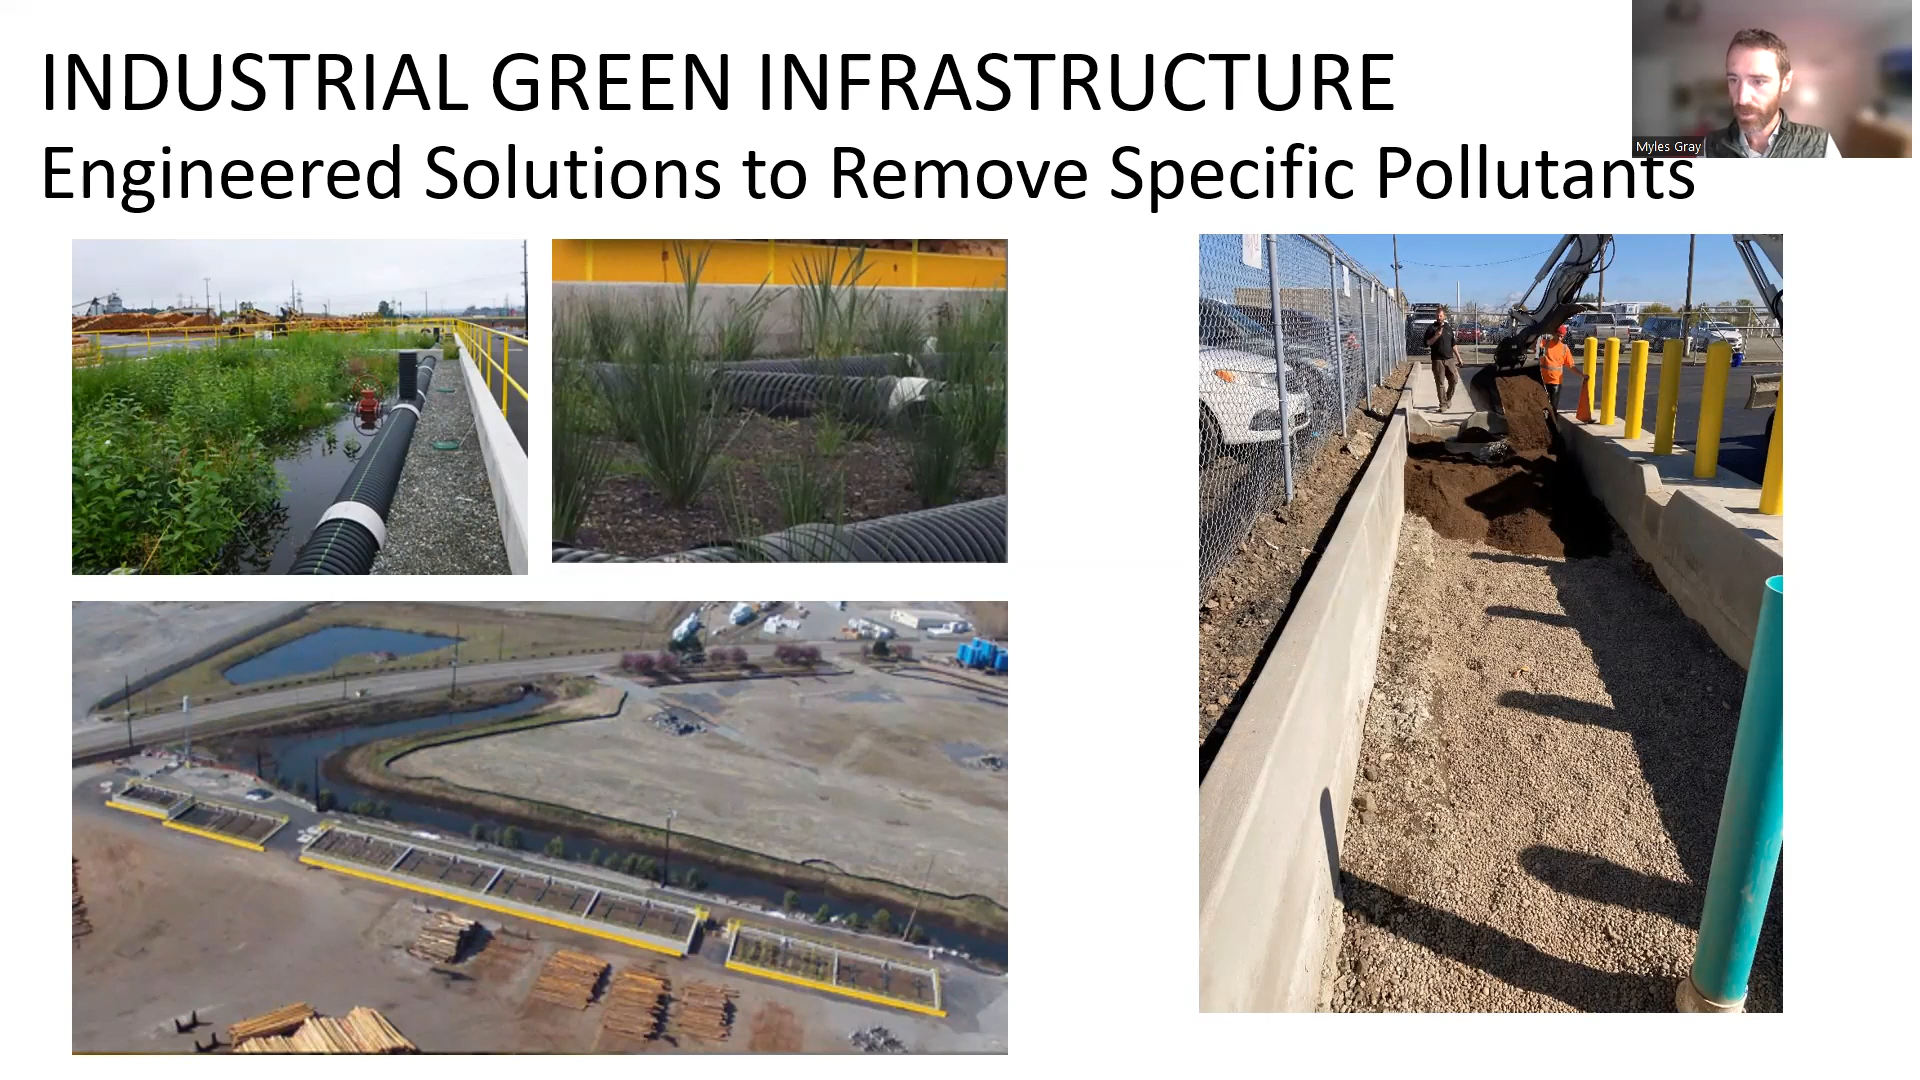 INDUSTRIAL GREEN INFRASTRUCTURE
Engineered Solutions to Remove Specific Pollutants
Myles Gray